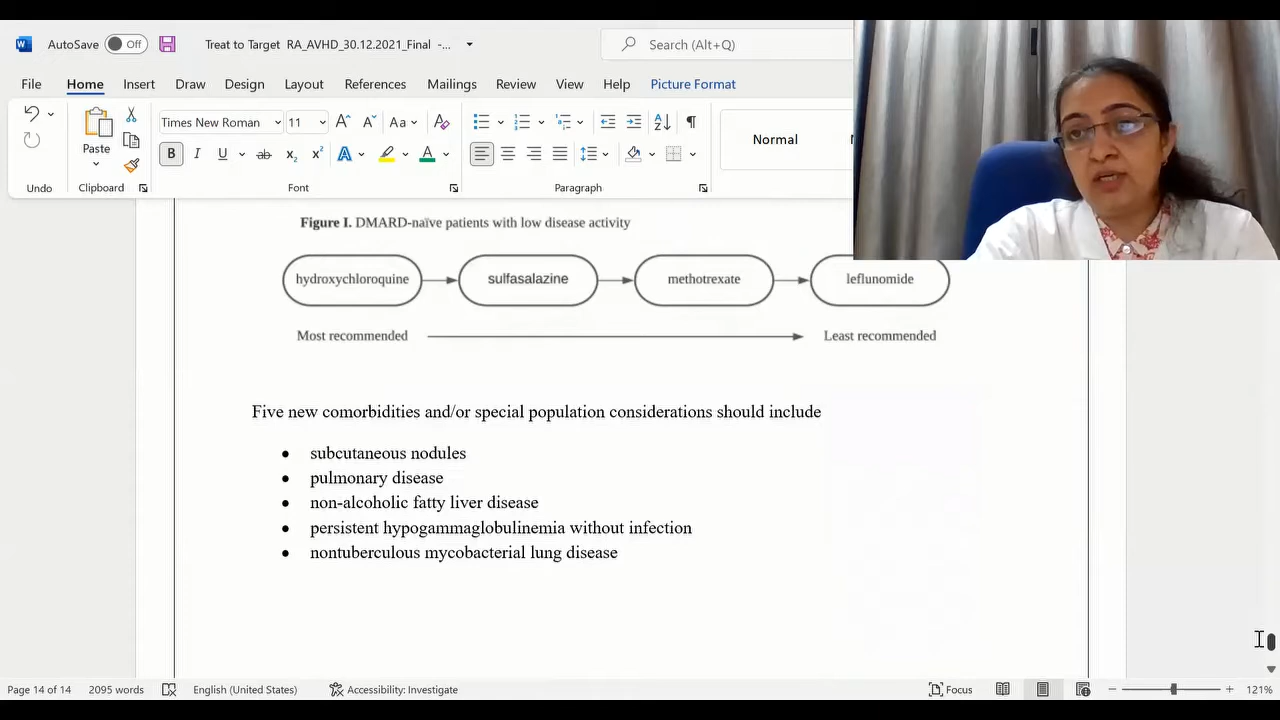 AutoSave Off Treat to Target RA_AVHD_30.12.2021_Final -... Search (Alt+Q)
File Home Insert Draw Design Layout References Mailings Review View Help Picture Format
Paste Times New Roman 11 Aa Normal
B I U ab x₂ x² A A
Undo Clipboard Font Paragraph
Figure I. DMARD-naïve patients with low disease activity
hydroxychloroquine sulfasalazine methotrexate leflunomide
Most recommended Least recommended
Five new comorbidities and/or special population considerations should include
• subcutaneous nodules
• pulmonary disease
• non-alcoholic fatty liver disease
• persistent hypogammaglobulinemia without infection
• nontuberculous mycobacterial lung disease
Page 14 of 14 2095 words English (United States) Accessibility: Investigate Focus 121%